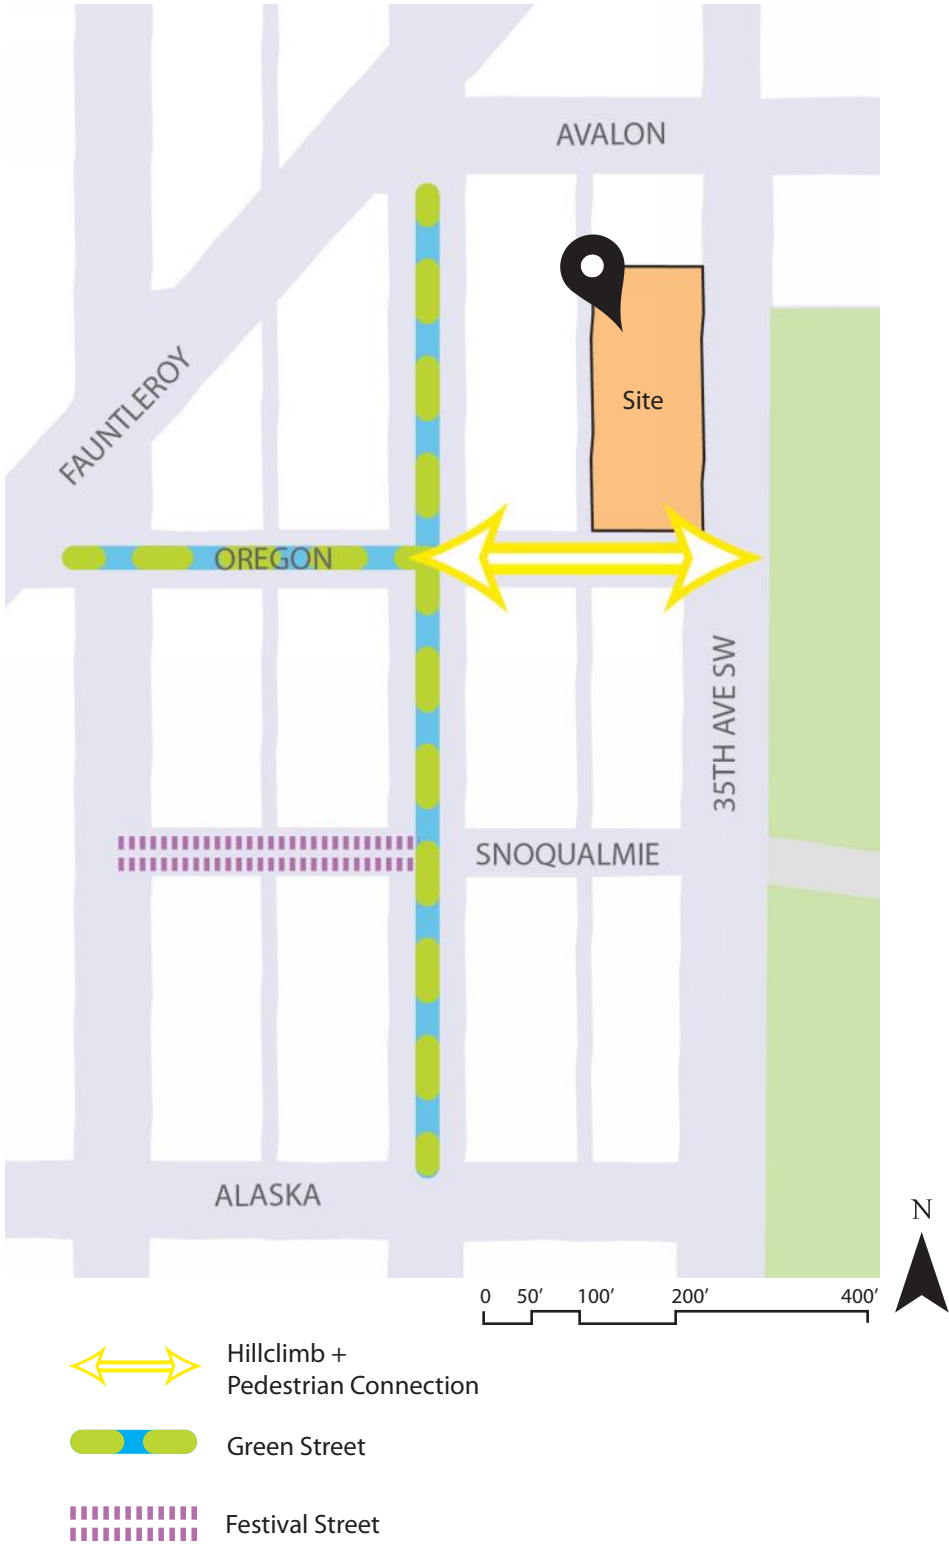 AVALON
FAUNTLEROY
Site
OREGON
35TH AVE SW
SNOQUALMIE
ALASKA
N
0 50′ 100′ 200′ 400′
Hillclimb +
Pedestrian Connection
Green Street
Festival Street